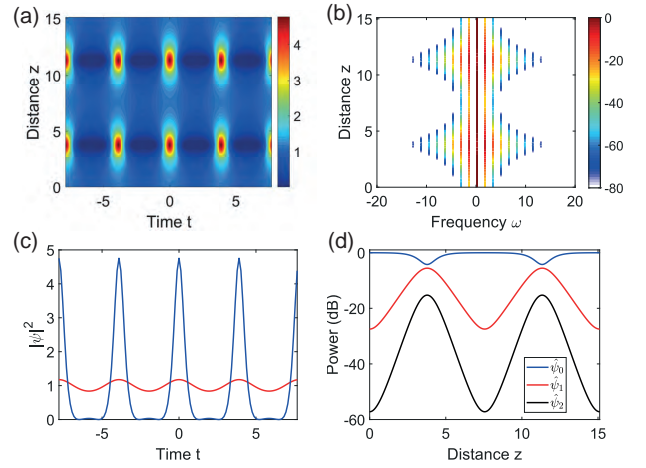 (a)
15
10
5
0
Distance z
-5
0
5
Time t
4
3
2
1
(b)
15
10
5
0
Distance z
-20
-10
0
10
20
Frequency ω
0
-20
-40
-60
-80
(c)
5
4
3
2
1
0
|ψ|²
-5
0
5
Time t
(d)
0
-20
-40
-60
Power (dB)
0
5
10
15
Distance z
ψ̂₀
ψ̂₁
ψ̂₂